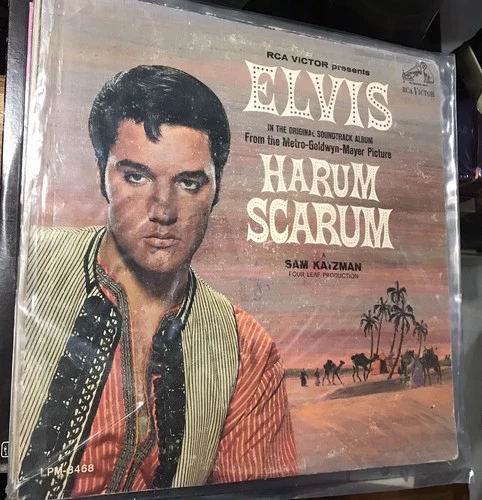 RCA VICTOR presents
RCA VICTOR
ELVIS
IN THE ORIGINAL SOUNDTRACK ALBUM
From the Metro-Goldwyn-Mayer Picture
HARUM
SCARUM
A
SAM KATZMAN
FOUR LEAF PRODUCTION
LPM-3468